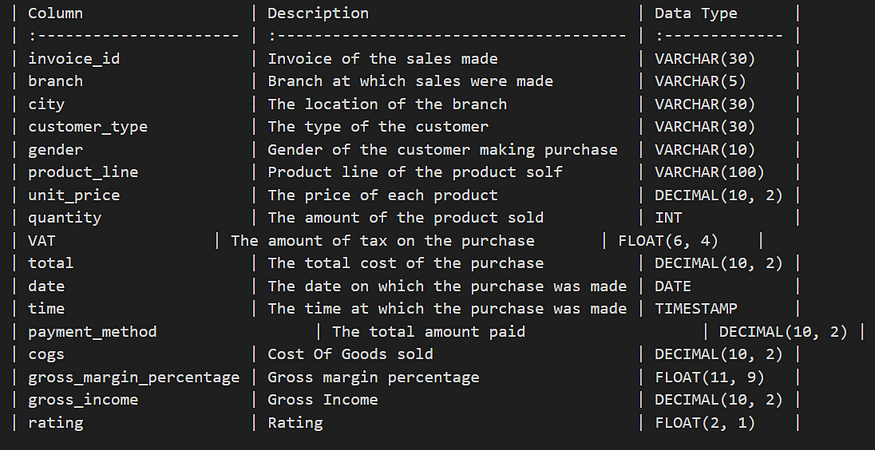 | Column                 | Description                             | Data Type      |
| :--------------------- | :-------------------------------------- | :------------- |
| invoice_id             | Invoice of the sales made               | VARCHAR(30)    |
| branch                 | Branch at which sales were made         | VARCHAR(5)     |
| city                   | The location of the branch              | VARCHAR(30)    |
| customer_type          | The type of the customer                | VARCHAR(30)    |
| gender                 | Gender of the customer making purchase  | VARCHAR(10)    |
| product_line           | Product line of the product solf        | VARCHAR(100)   |
| unit_price             | The price of each product               | DECIMAL(10, 2) |
| quantity               | The amount of the product sold          | INT            |
| VAT                 | The amount of tax on the purchase       | FLOAT(6, 4)    |
| total                  | The total cost of the purchase          | DECIMAL(10, 2) |
| date                   | The date on which the purchase was made | DATE           |
| time                   | The time at which the purchase was made | TIMESTAMP      |
| payment_method                 | The total amount paid                   | DECIMAL(10, 2) |
| cogs                   | Cost Of Goods sold                      | DECIMAL(10, 2) |
| gross_margin_percentage | Gross margin percentage                 | FLOAT(11, 9)   |
| gross_income           | Gross Income                            | DECIMAL(10, 2) |
| rating                 | Rating                                  | FLOAT(2, 1)    |